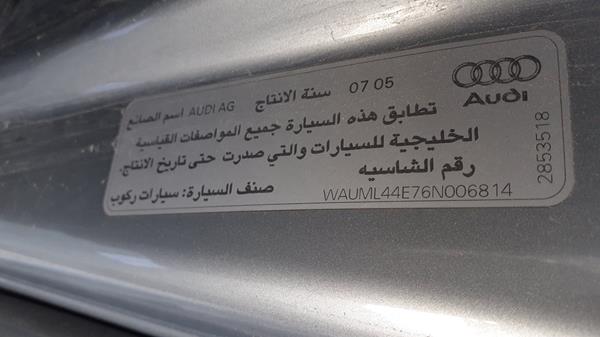 اسم الصانع AUDI AG سنة الانتاج 07 05
Audi
تطابق هذه السيارة جميع المواصفات القياسية
الخليجية للسيارات والتي صدرت حتى تاريخ الانتاج.
رقم الشاسيه
WAUML44E76N006814 صنف السيارة: سيارات ركوب
2853518